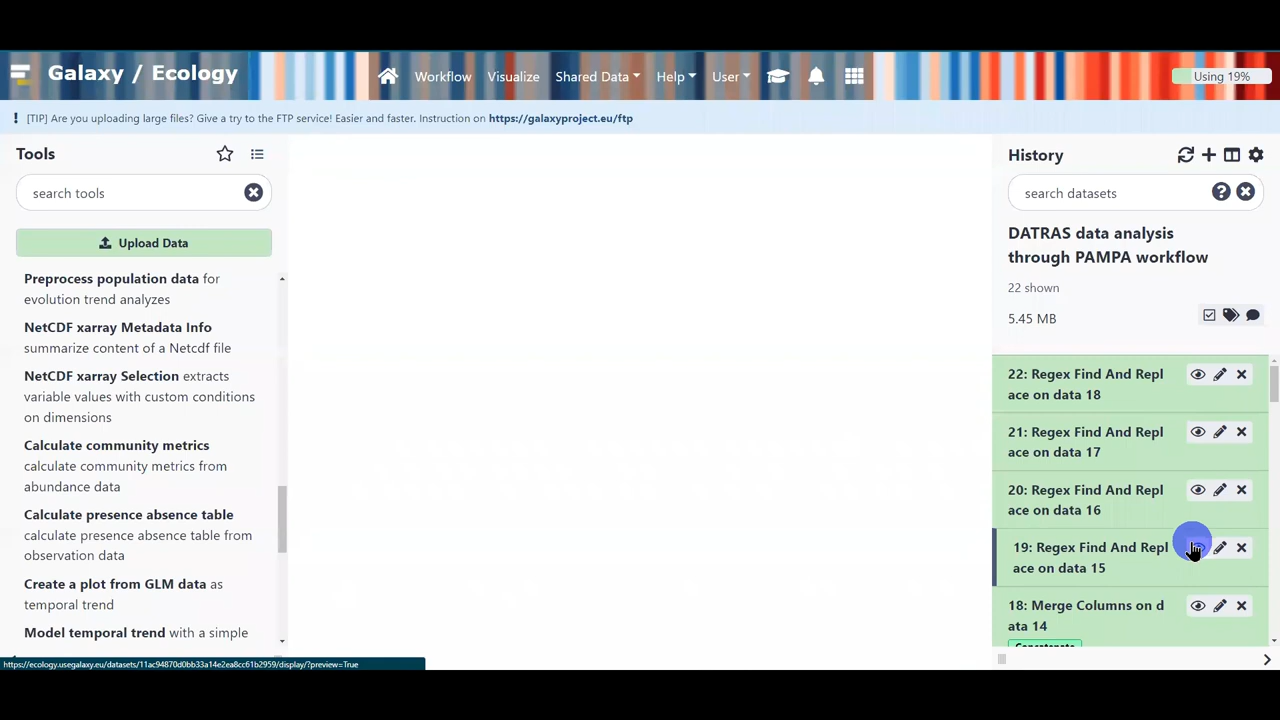 Galaxy / Ecology
Workflow
Visualize
Shared Data
Help
User
Using 19%
! [TIP] Are you uploading large files? Give a try to the FTP service! Easier and faster. Instruction on https://galaxyproject.eu/ftp
Tools
search tools
Upload Data
Preprocess population data for
evolution trend analyzes
NetCDF xarray Metadata Info
summarize content of a Netcdf file
NetCDF xarray Selection extracts
variable values with custom conditions
on dimensions
Calculate community metrics
calculate community metrics from
abundance data
Calculate presence absence table
calculate presence absence table from
observation data
Create a plot from GLM data as
temporal trend
Model temporal trend with a simple
https://ecology.usegalaxy.eu/datasets/11ac94870d0bb33a14e2ea8cc61b2959/display/?preview=True
History
search datasets
DATRAS data analysis
through PAMPA workflow
22 shown
5.45 MB
22: Regex Find And Repl
ace on data 18
21: Regex Find And Repl
ace on data 17
20: Regex Find And Repl
ace on data 16
19: Regex Find And Repl
ace on data 15
18: Merge Columns on d
ata 14
Concatenate